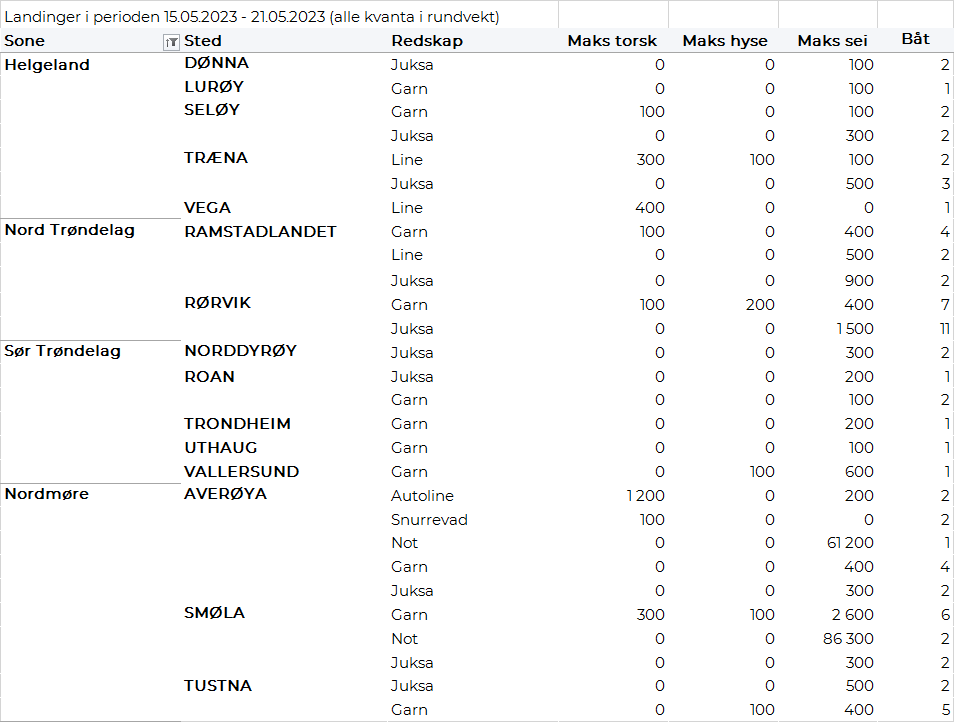 Landinger i perioden 15.05.2023 - 21.05.2023 (alle kvanta i rundvekt)
Sone Sted Redskap Maks torsk Maks hyse Maks sei Båt
Helgeland DØNNA Juksa 0 0 100 2
LURØY Garn 0 0 100 1
SELØY Garn 100 0 100 2
Juksa 0 0 300 2
TRÆNA Line 300 100 100 2
Juksa 0 0 500 3
VEGA Line 400 0 0 1
Nord Trøndelag RAMSTADLANDET Garn 100 0 400 4
Line 0 0 500 2
Juksa 0 0 900 2
RØRVIK Garn 100 200 400 7
Juksa 0 0 1 500 11
Sør Trøndelag NORDDYRØY Juksa 0 0 300 2
ROAN Juksa 0 0 200 1
Garn 0 0 100 2
TRONDHEIM Garn 0 0 200 1
UTHAUG Garn 0 0 100 1
VALLERSUND Garn 0 100 600 1
Nordmøre AVERØYA Autoline 1 200 0 200 2
Snurrevad 100 0 0 2
Not 0 0 61 200 1
Garn 0 0 400 4
Juksa 0 0 300 2
SMØLA Garn 300 100 2 600 6
Not 0 0 86 300 2
Juksa 0 0 300 2
TUSTNA Juksa 0 0 500 2
Garn 0 100 400 5